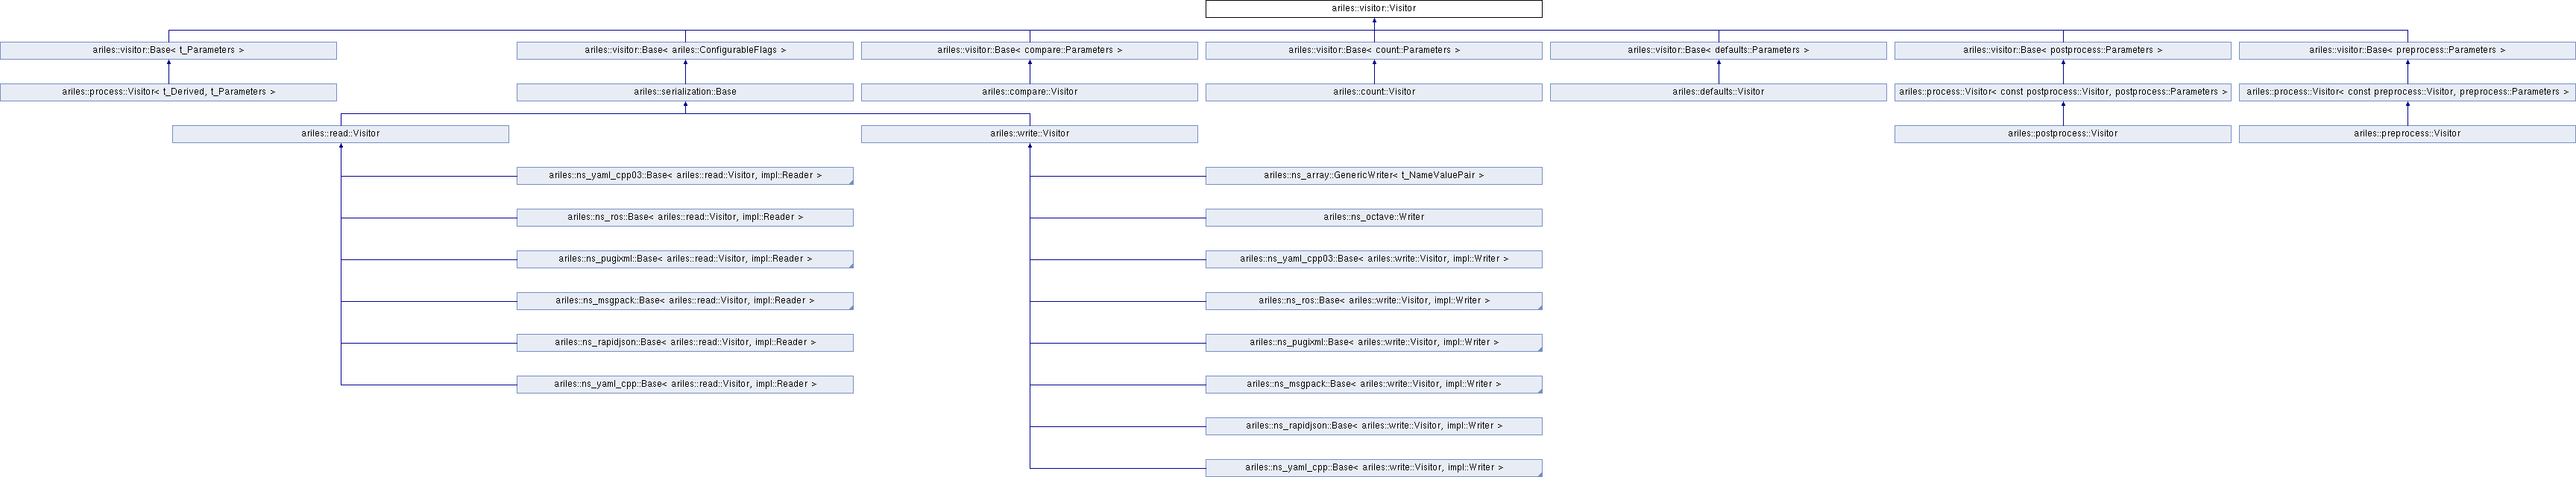 ariles::visitor::Visitor
ariles::visitor::Base< t_Parameters >
ariles::visitor::Base< ariles::ConfigurableFlags >
ariles::visitor::Base< compare::Parameters >
ariles::visitor::Base< count::Parameters >
ariles::visitor::Base< defaults::Parameters >
ariles::visitor::Base< postprocess::Parameters >
ariles::visitor::Base< preprocess::Parameters >
ariles::process::Visitor< t_Derived, t_Parameters >
ariles::serialization::Base
ariles::compare::Visitor
ariles::count::Visitor
ariles::defaults::Visitor
ariles::process::Visitor< const postprocess::Visitor, postprocess::Parameters >
ariles::process::Visitor< const preprocess::Visitor, preprocess::Parameters >
ariles::read::Visitor
ariles::write::Visitor
ariles::postprocess::Visitor
ariles::preprocess::Visitor
ariles::ns_yaml_cpp03::Base< ariles::read::Visitor, impl::Reader >
ariles::ns_array::GenericWriter< t_NameValuePair >
ariles::ns_ros::Base< ariles::read::Visitor, impl::Reader >
ariles::ns_octave::Writer
ariles::ns_pugixml::Base< ariles::read::Visitor, impl::Reader >
ariles::ns_yaml_cpp03::Base< ariles::write::Visitor, impl::Writer >
ariles::ns_msgpack::Base< ariles::read::Visitor, impl::Reader >
ariles::ns_ros::Base< ariles::write::Visitor, impl::Writer >
ariles::ns_rapidjson::Base< ariles::read::Visitor, impl::Reader >
ariles::ns_pugixml::Base< ariles::write::Visitor, impl::Writer >
ariles::ns_yaml_cpp::Base< ariles::read::Visitor, impl::Reader >
ariles::ns_msgpack::Base< ariles::write::Visitor, impl::Writer >
ariles::ns_rapidjson::Base< ariles::write::Visitor, impl::Writer >
ariles::ns_yaml_cpp::Base< ariles::write::Visitor, impl::Writer >